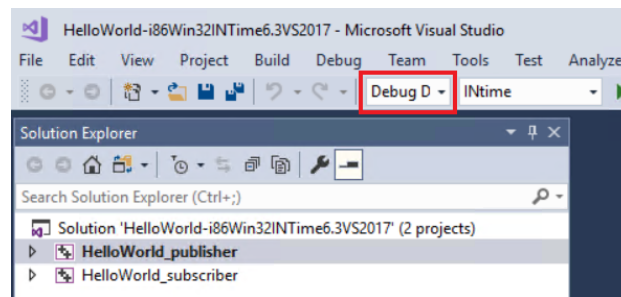 HelloWorld-i86Win32INTime6.3VS2017 - Microsoft Visual Studio
File Edit View Project Build Debug Team Tools Test Analyze
Debug D INtime
Solution Explorer
Search Solution Explorer (Ctrl+;)
Solution 'HelloWorld-i86Win32INTime6.3VS2017' (2 projects)
HelloWorld_publisher
HelloWorld_subscriber